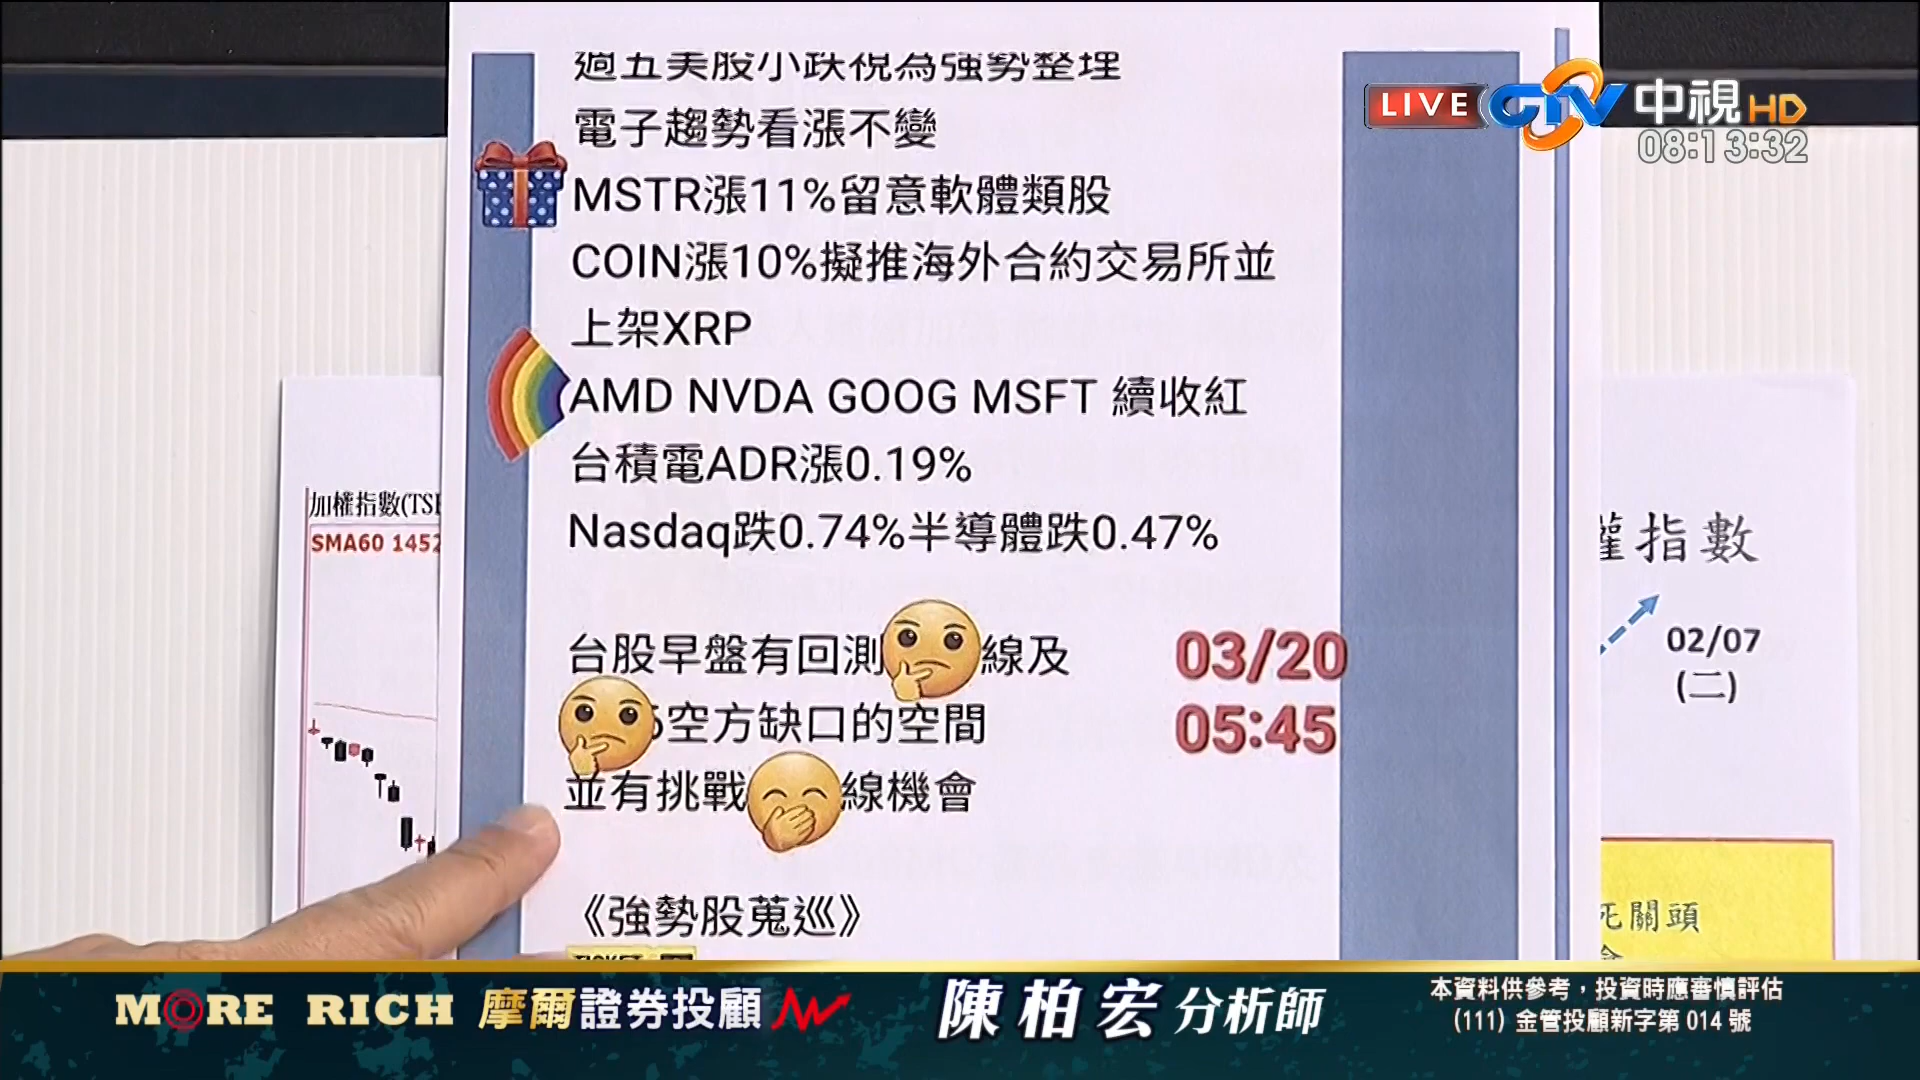 週五美股小跌視為強勢整理
電子趨勢看漲不變
MSTR漲11%留意軟體類股
COIN漲10%擬推海外合約交易所並
上架XRP
AMD NVDA GOOG MSFT 續收紅
台積電ADR漲0.19%
Nasdaq跌0.74%半導體跌0.47%
台股早盤有回測 線及
空方缺口的空間
並有挑戰 線機會
03/20
05:45
《強勢股蒐巡》
LIVE CTV 中視HD
08:13:32
加權指數(TSE
SMA60 1452
權指數
02/07
(二)
死關頭
MORE RICH 摩爾證券投顧
陳柏宏 分析師
本資料供參考，投資時應審慎評估
(111) 金管投顧新字第 014 號